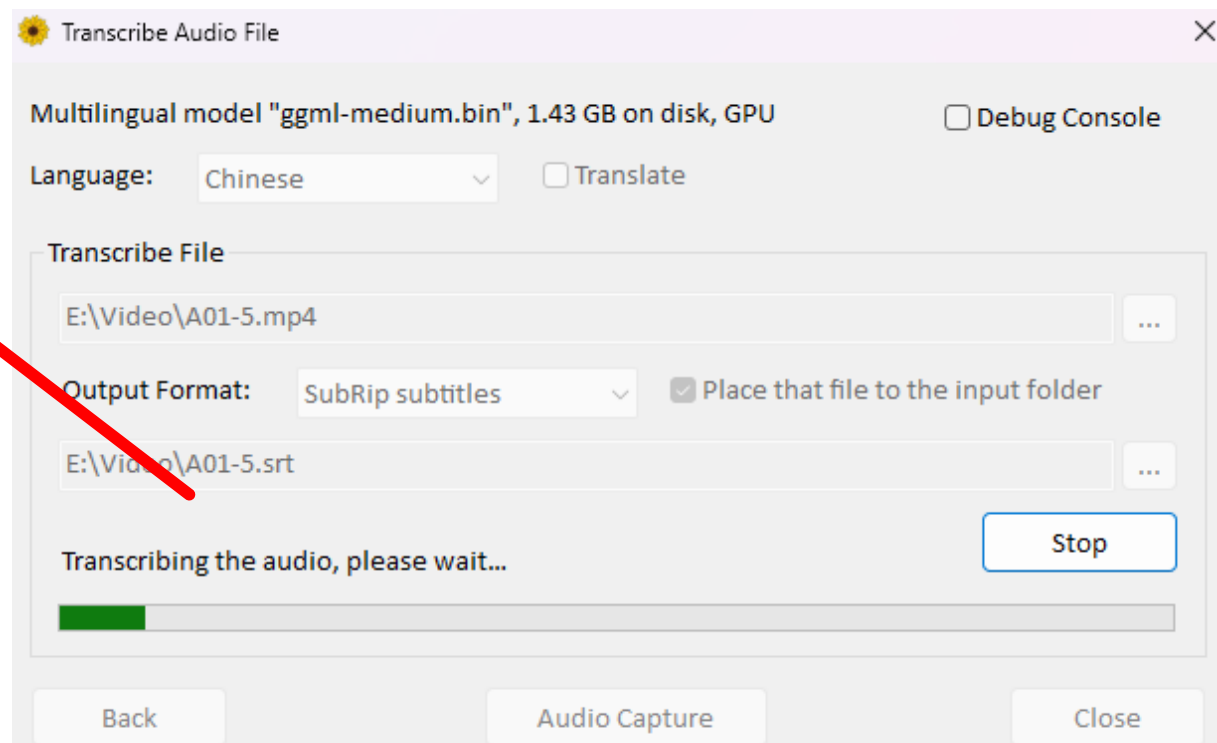 Transcribe Audio File
Multilingual model "ggml-medium.bin", 1.43 GB on disk, GPU
Debug Console
Language:
Chinese
Translate
Transcribe File
E:\Video\A01-5.mp4
...
Output Format:
SubRip subtitles
Place that file to the input folder
E:\Video\A01-5.srt
...
Stop
Transcribing the audio, please wait...
Back
Audio Capture
Close